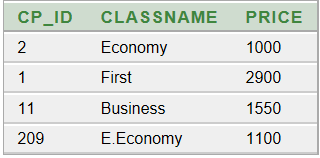 CP_ID CLASSNAME PRICE
2 Economy 1000
1 First 2900
11 Business 1550
209 E.Economy 1100